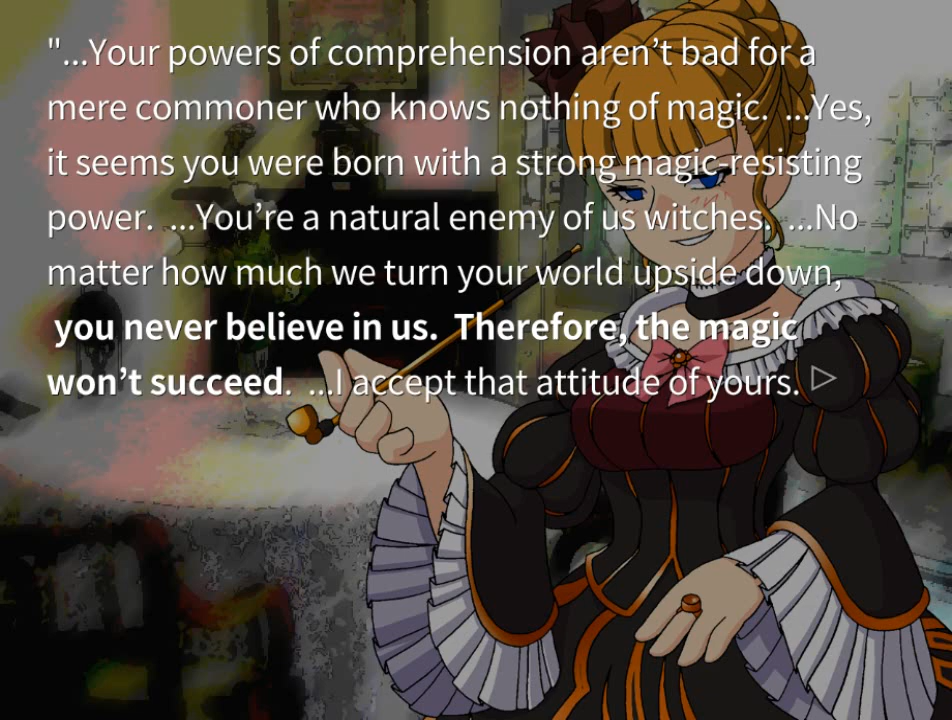 "...Your powers of comprehension aren't bad for a
mere commoner who knows nothing of magic.  ...Yes,
it seems you were born with a strong magic-resisting
power.  ...You're a natural enemy of us witches.  ...No
matter how much we turn your world upside down,
you never believe in us.  Therefore, the magic
won't succeed.  ...I accept that attitude of yours.